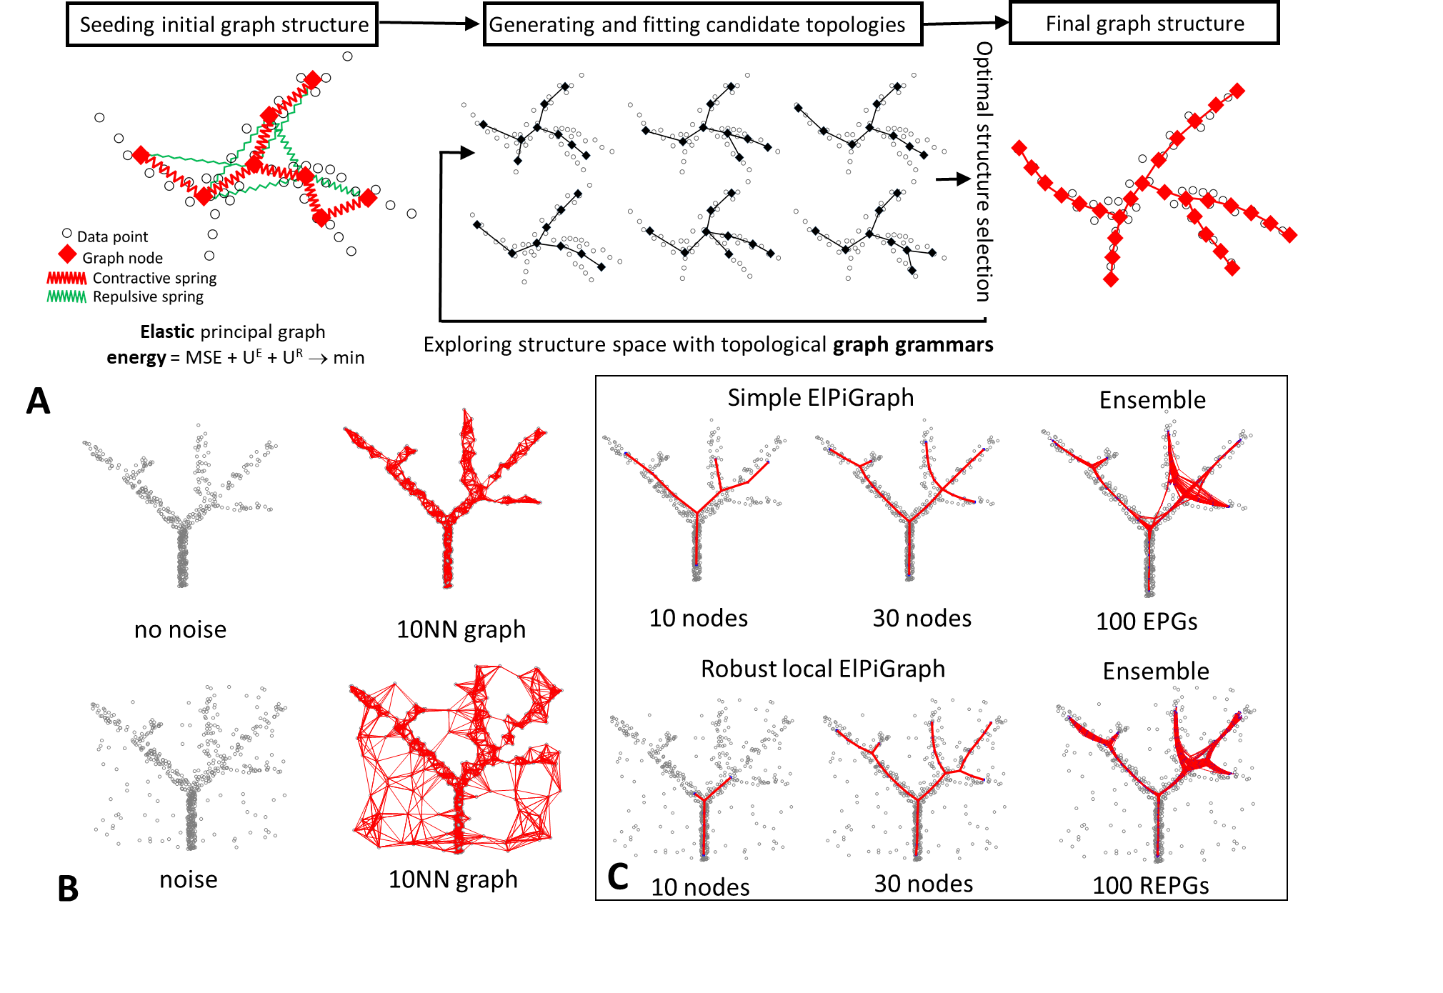 Seeding initial graph structure
Generating and fitting candidate topologies
Final graph structure
Optimal structure selection
Data point
Graph node
Contractive spring
Repulsive spring
Elastic principal graph
energy = MSE + U^E + U^R → min
Exploring structure space with topological graph grammars
A
Simple ElPiGraph
Ensemble
no noise
10NN graph
10 nodes
30 nodes
100 EPGs
Robust local ElPiGraph
Ensemble
noise
10NN graph
B
C
10 nodes
30 nodes
100 REPGs